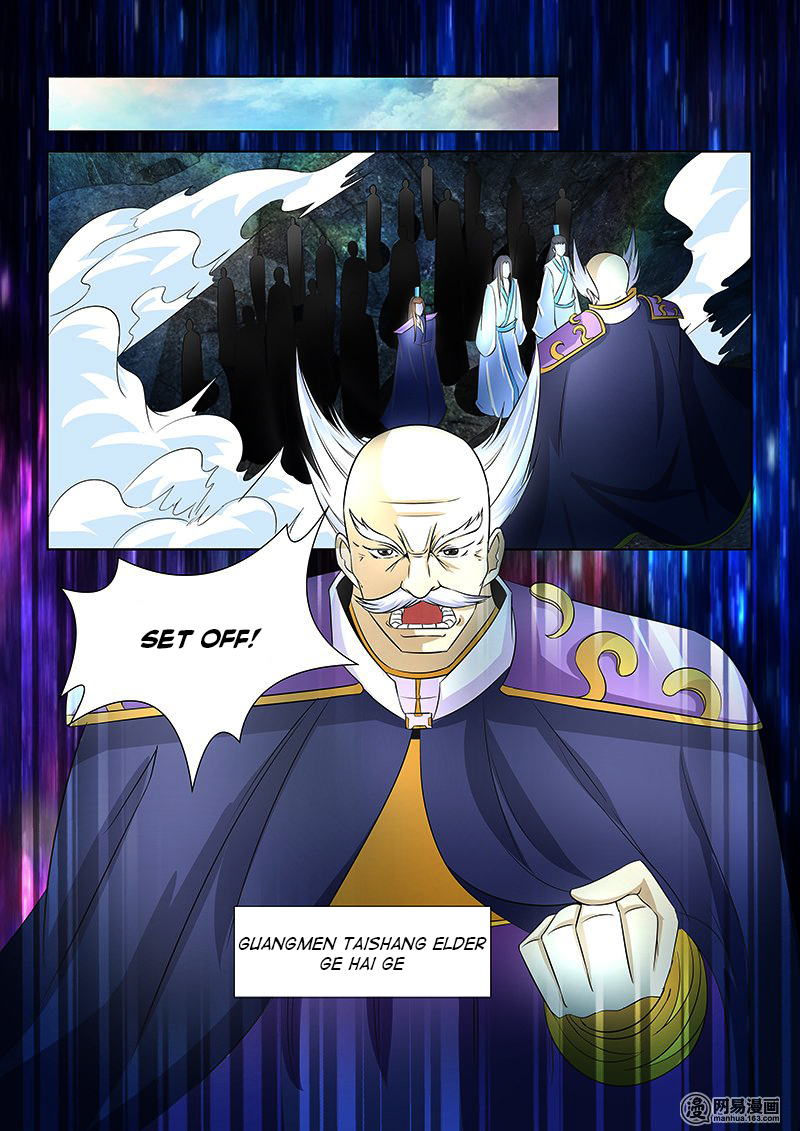 SET OFF!
GUANGMEN TAISHANG ELDER
GE HAI GE
网易漫画
manhua.163.com